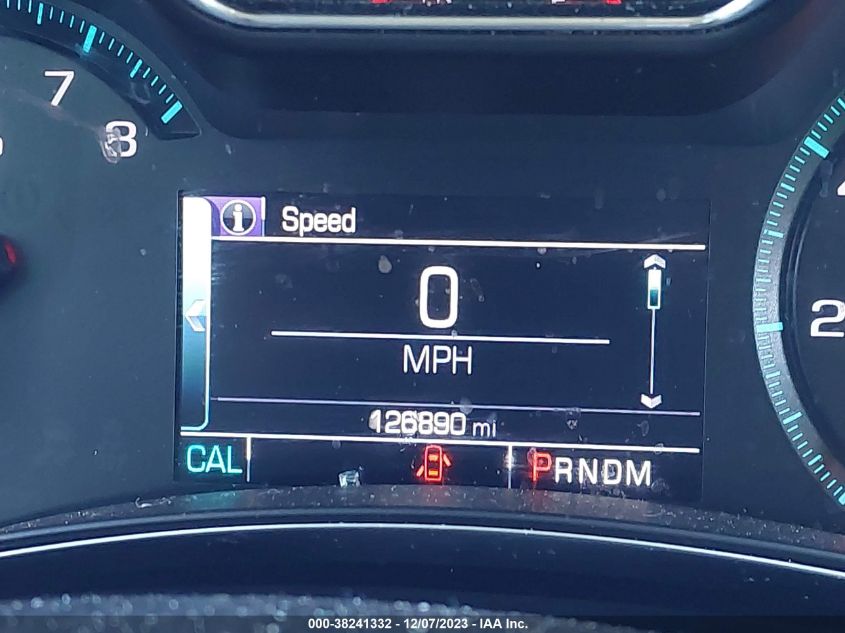 7
8
Speed
0
MPH
2
126890 mi
CAL
PRNDM
000-38241332 - 12/07/2023 - IAA Inc.